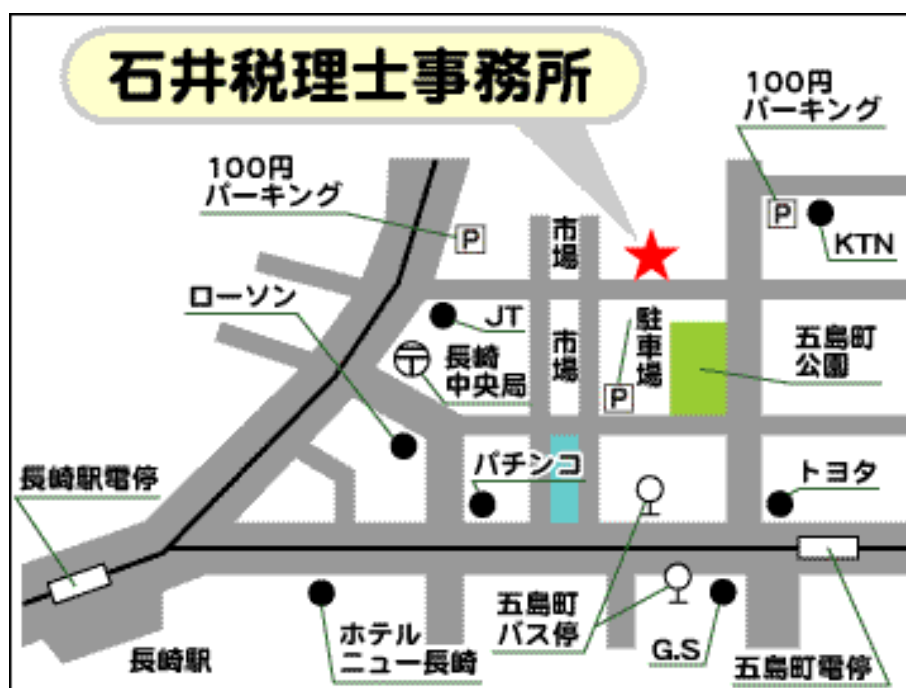 石井税理士事務所
100円
パーキング
100円
パーキング
P
P
KTN
市場
ローソン
JT
長崎
中央局
市場
駐車場
P
五島町
公園
長崎駅電停
パチンコ
トヨタ
長崎駅
ホテル
ニュー長崎
五島町
バス停
G.S
五島町電停